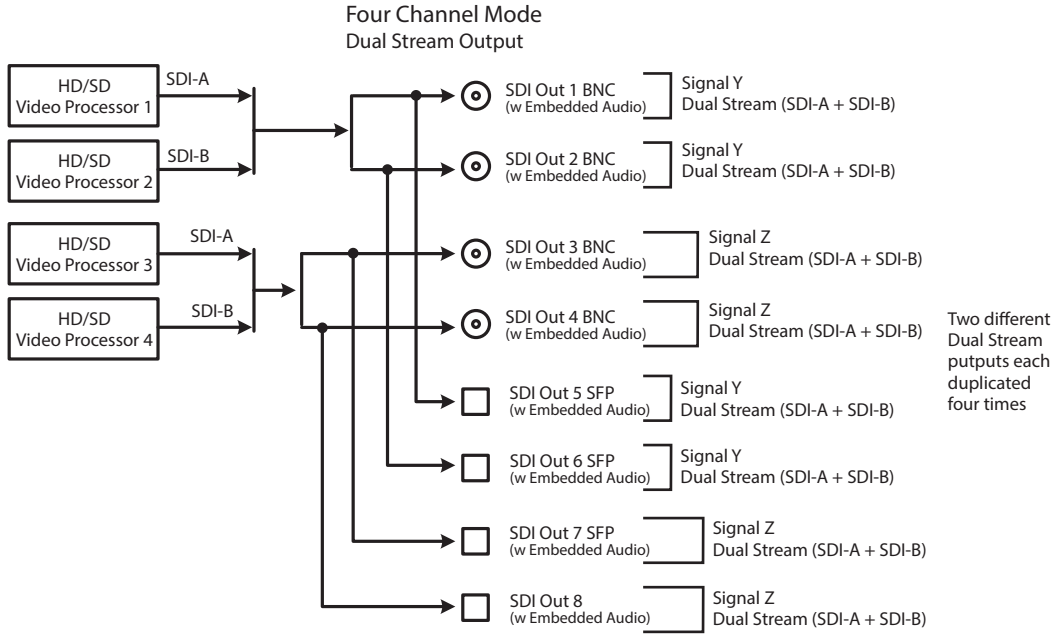 Four Channel Mode
Dual Stream Output
HD/SD
Video Processor 1
SDI-A
HD/SD
Video Processor 2
SDI-B
HD/SD
Video Processor 3
SDI-A
HD/SD
Video Processor 4
SDI-B
SDI Out 1 BNC
(w Embedded Audio)
Signal Y
Dual Stream (SDI-A + SDI-B)
SDI Out 2 BNC
(w Embedded Audio)
Signal Y
Dual Stream (SDI-A + SDI-B)
SDI Out 3 BNC
(w Embedded Audio)
Signal Z
Dual Stream (SDI-A + SDI-B)
SDI Out 4 BNC
(w Embedded Audio)
Signal Z
Dual Stream (SDI-A + SDI-B)
SDI Out 5 SFP
(w Embedded Audio)
Signal Y
Dual Stream (SDI-A + SDI-B)
SDI Out 6 SFP
(w Embedded Audio)
Signal Y
Dual Stream (SDI-A + SDI-B)
SDI Out 7 SFP
(w Embedded Audio)
Signal Z
Dual Stream (SDI-A + SDI-B)
SDI Out 8
(w Embedded Audio)
Signal Z
Dual Stream (SDI-A + SDI-B)
Two different
Dual Stream
putputs each
duplicated
four times